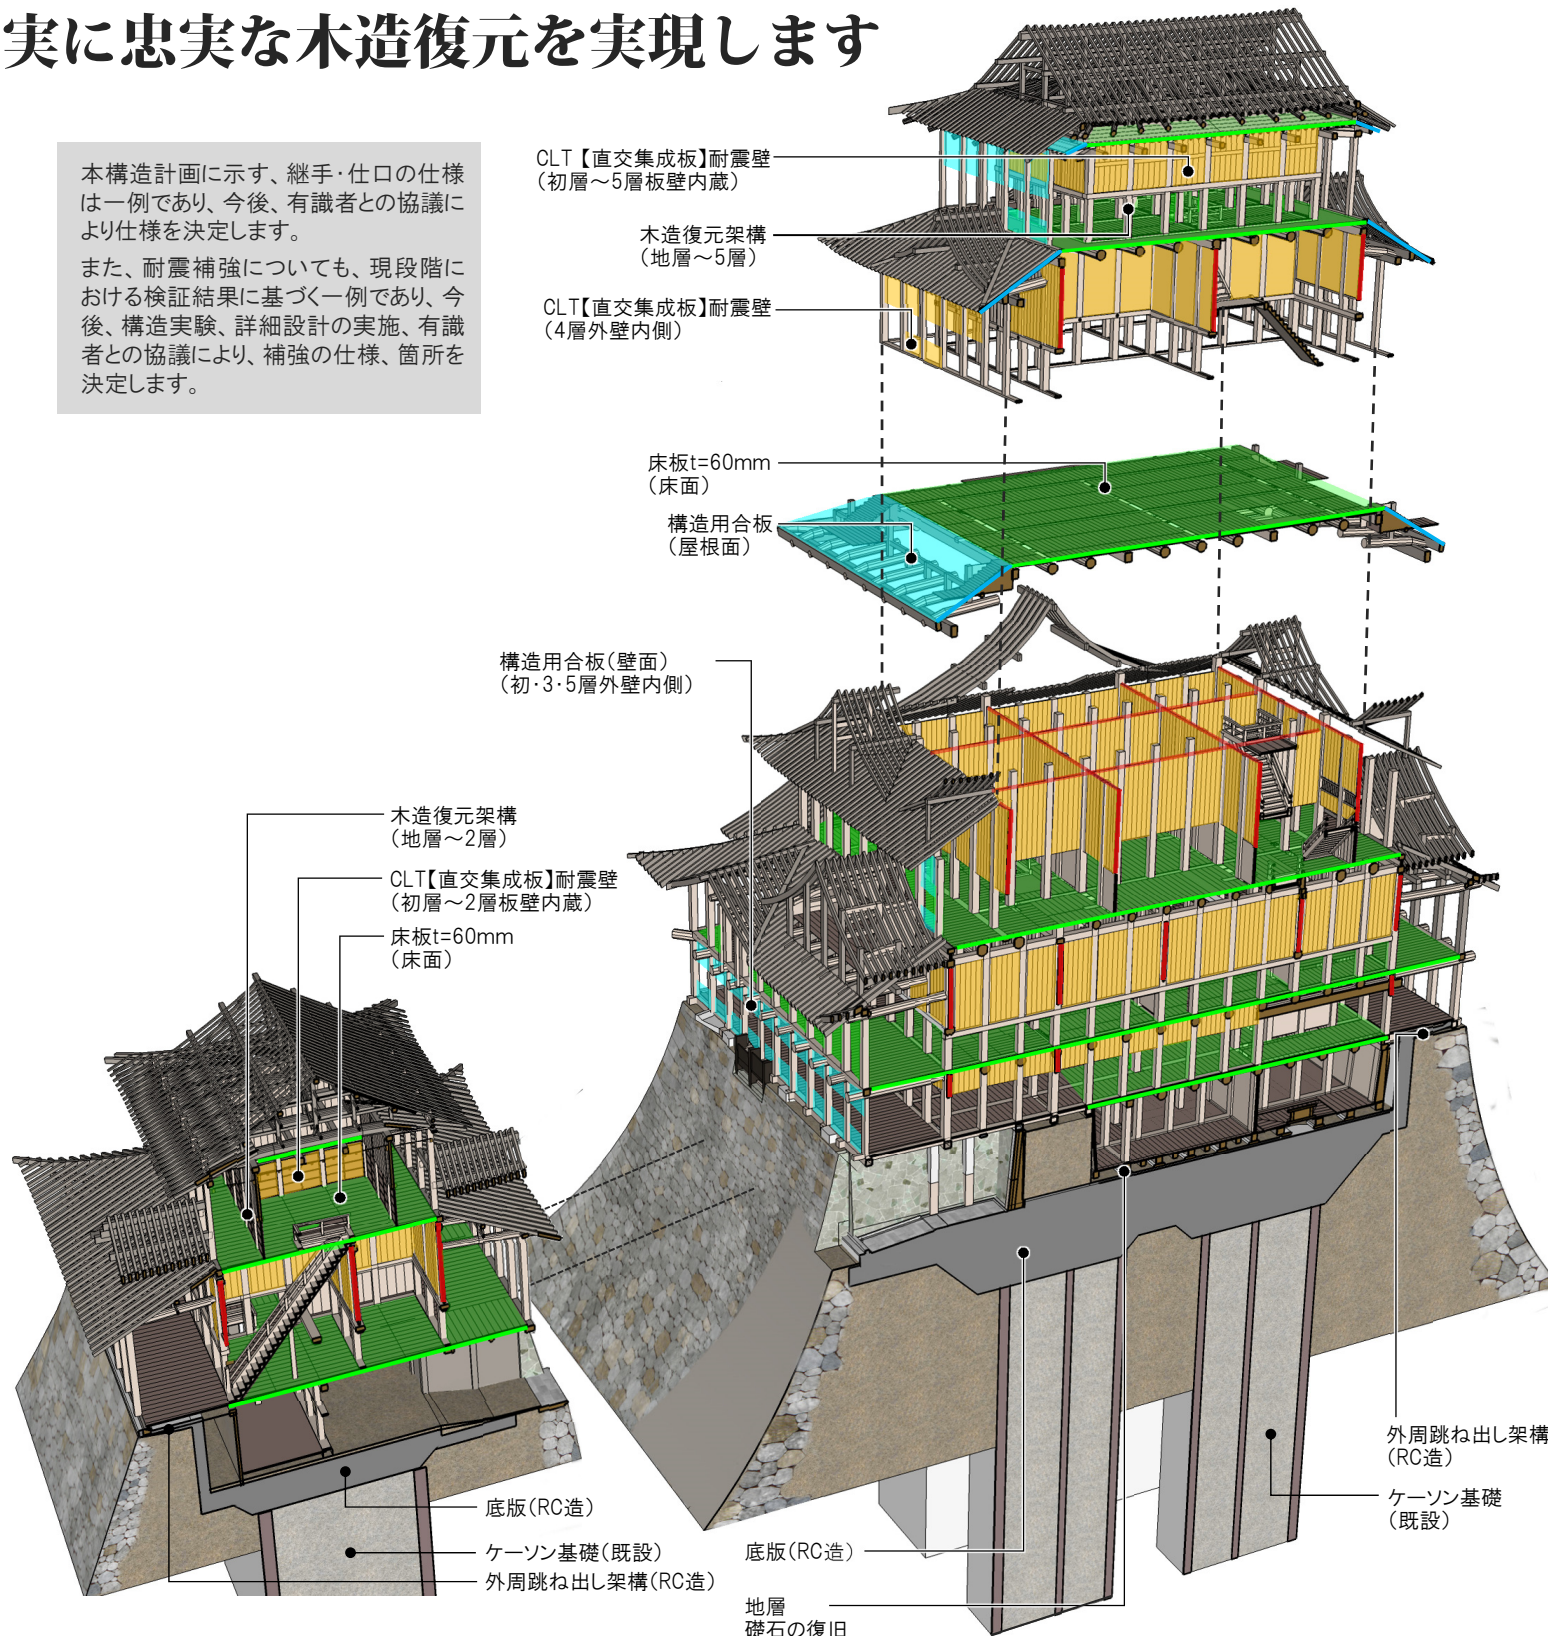 実に忠実な木造復元を実現します
本構造計画に示す、継手・仕口の仕様
は一例であり、今後、有識者との協議に
より仕様を決定します。
また、耐震補強についても、現段階に
おける検証結果に基づく一例であり、今
後、構造実験、詳細設計の実施、有識
者との協議により、補強の仕様、箇所を
決定します。
CLT【直交集成板】耐震壁
(初層～5層板壁内蔵)
木造復元架構
(地層～5層)
CLT【直交集成板】耐震壁
(4層外壁内側)
床板t=60mm
(床面)
構造用合板
(屋根面)
構造用合板(壁面)
(初・3・5層外壁内側)
木造復元架構
(地層～2層)
CLT【直交集成板】耐震壁
(初層～2層板壁内蔵)
床板t=60mm
(床面)
底版(RC造)
ケーソン基礎(既設)
外周跳ね出し架構(RC造)
外周跳ね出し架構
(RC造)
ケーソン基礎
(既設)
底版(RC造)
地層
礎石の復旧